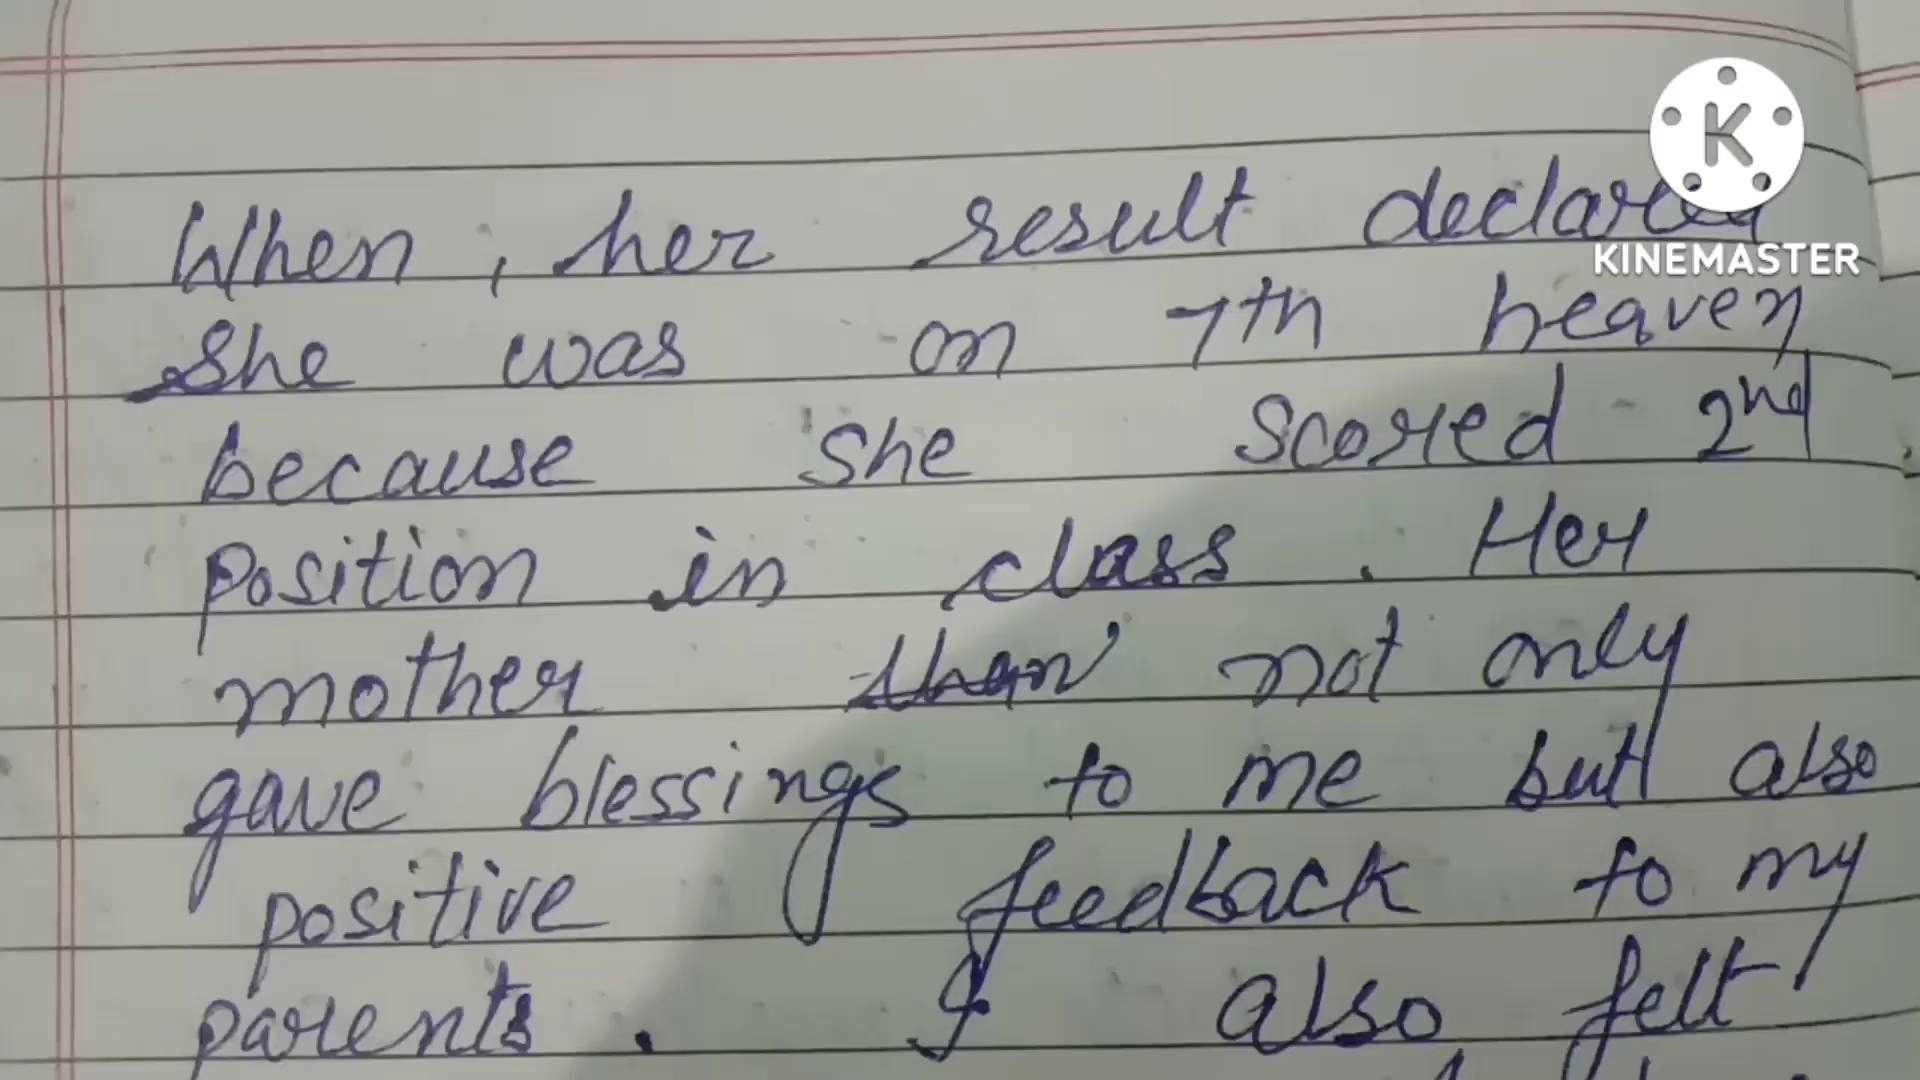 When, her result declared
She was on 7th heaven
because she scored 2nd
position in class. Her
mother than not only
gave blessings to me but also
positive feedback to my
parents. I also felt
K
KINEMASTER